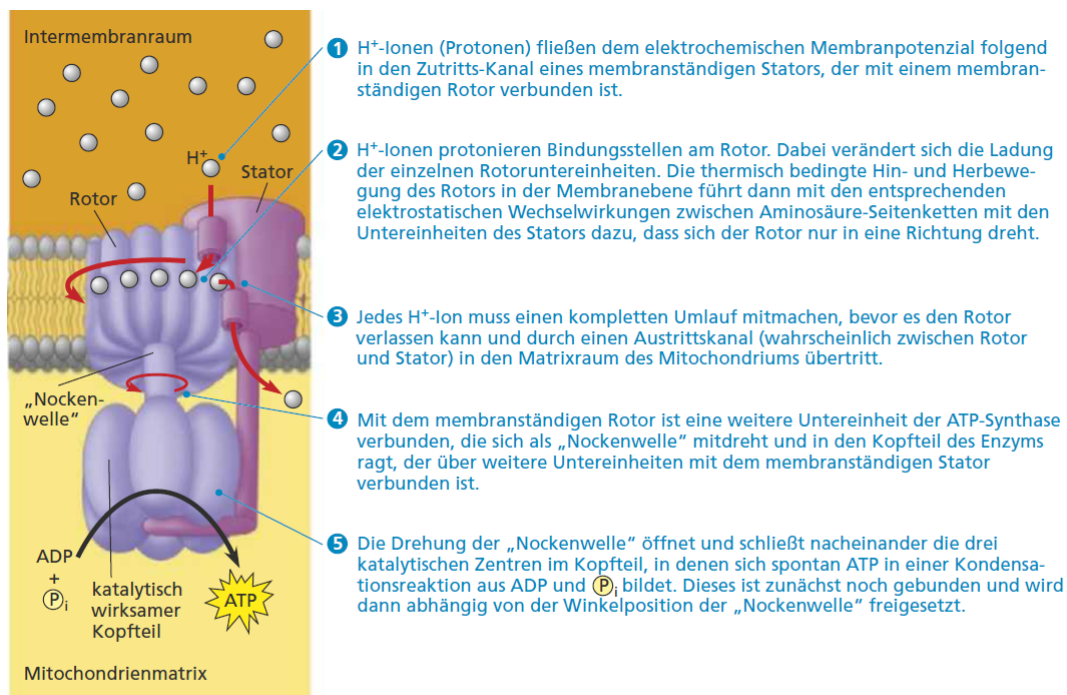 Intermembranraum
H⁺
Stator
Rotor
„Nocken-
welle“
ADP
+
Ⓟi
katalytisch
wirksamer
Kopfteil
ATP
Mitochondrienmatrix
1 H⁺-Ionen (Protonen) fließen dem elektrochemischen Membranpotenzial folgend
in den Zutritts-Kanal eines membranständigen Stators, der mit einem membran-
ständigen Rotor verbunden ist.
2 H⁺-Ionen protonieren Bindungsstellen am Rotor. Dabei verändert sich die Ladung
der einzelnen Rotoruntereinheiten. Die thermisch bedingte Hin- und Herbewe-
gung des Rotors in der Membranebene führt dann mit den entsprechenden
elektrostatischen Wechselwirkungen zwischen Aminosäure-Seitenketten mit den
Untereinheiten des Stators dazu, dass sich der Rotor nur in eine Richtung dreht.
3 Jedes H⁺-Ion muss einen kompletten Umlauf mitmachen, bevor es den Rotor
verlassen kann und durch einen Austrittskanal (wahrscheinlich zwischen Rotor
und Stator) in den Matrixraum des Mitochondriums übertritt.
4 Mit dem membranständigen Rotor ist eine weitere Untereinheit der ATP-Synthase
verbunden, die sich als „Nockenwelle“ mitdreht und in den Kopfteil des Enzyms
ragt, der über weitere Untereinheiten mit dem membranständigen Stator
verbunden ist.
5 Die Drehung der „Nockenwelle“ öffnet und schließt nacheinander die drei
katalytischen Zentren im Kopfteil, in denen sich spontan ATP in einer Kondensa-
tionsreaktion aus ADP und Ⓟi bildet. Dieses ist zunächst noch gebunden und wird
dann abhängig von der Winkelposition der „Nockenwelle“ freigesetzt.